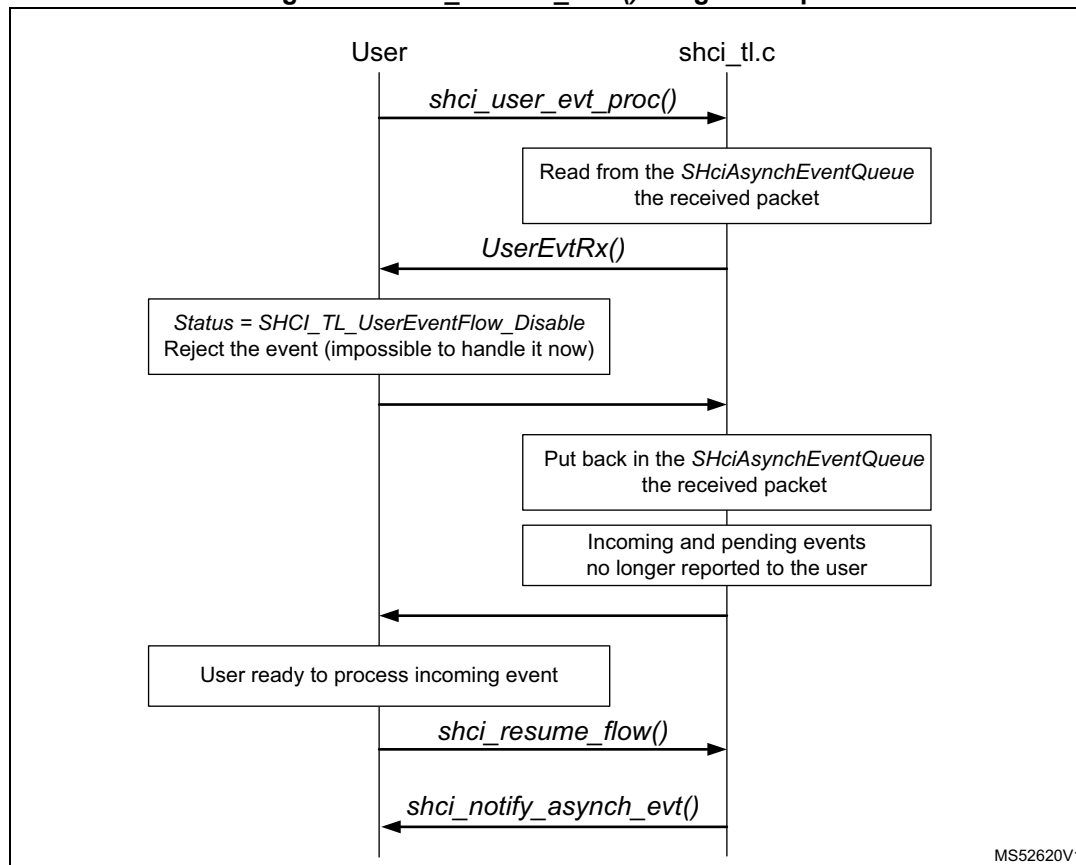 User
shci_tl.c
shci_user_evt_proc()
Read from the SHciAsynchEventQueue
the received packet
UserEvtRx()
Status = SHCI_TL_UserEventFlow_Disable
Reject the event (impossible to handle it now)
Put back in the SHciAsynchEventQueue
the received packet
Incoming and pending events
no longer reported to the user
User ready to process incoming event
shci_resume_flow()
shci_notify_asynch_evt()